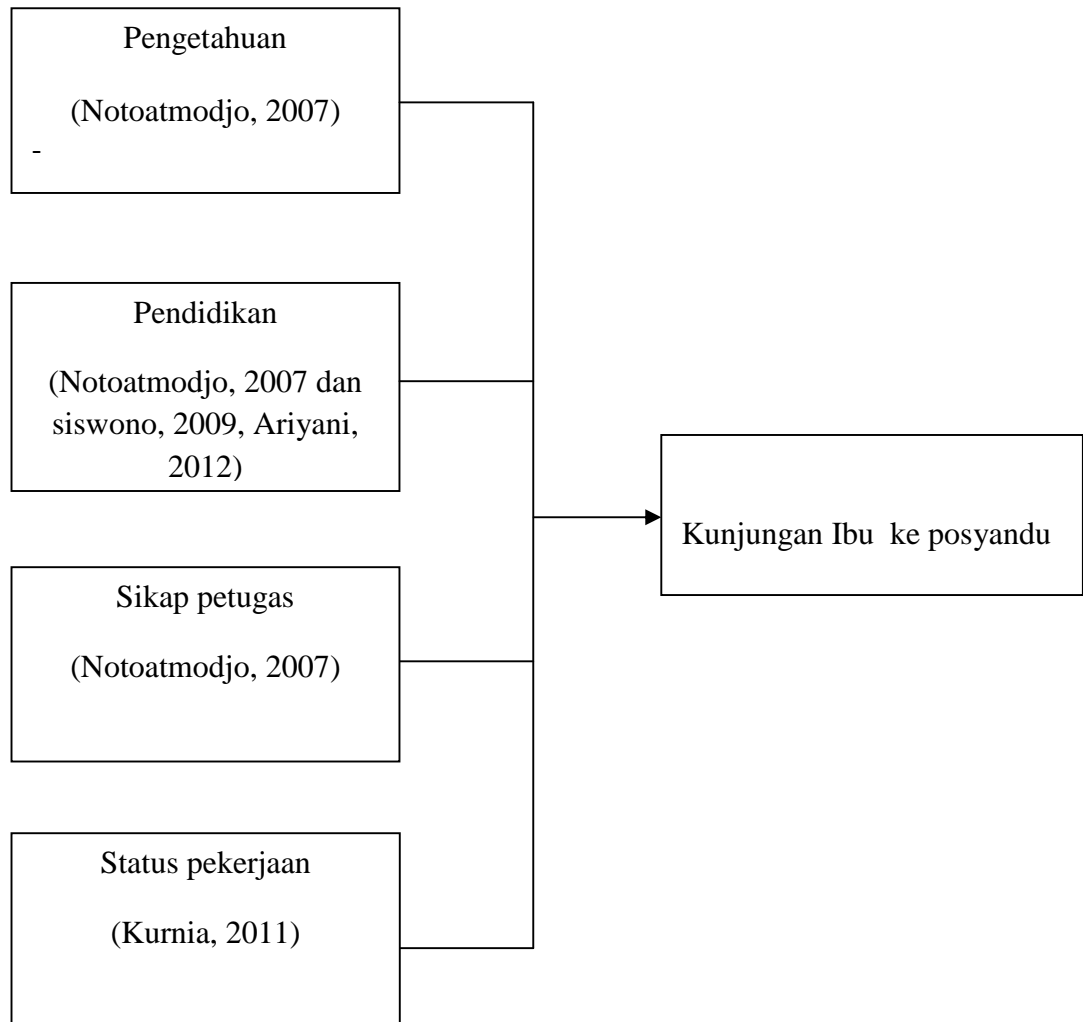 Pengetahuan
(Notoatmodjo, 2007)
-
Pendidikan
(Notoatmodjo, 2007 dan
siswono, 2009, Ariyani,
2012)
Sikap petugas
(Notoatmodjo, 2007)
Status pekerjaan
(Kurnia, 2011)
Kunjungan Ibu  ke posyandu